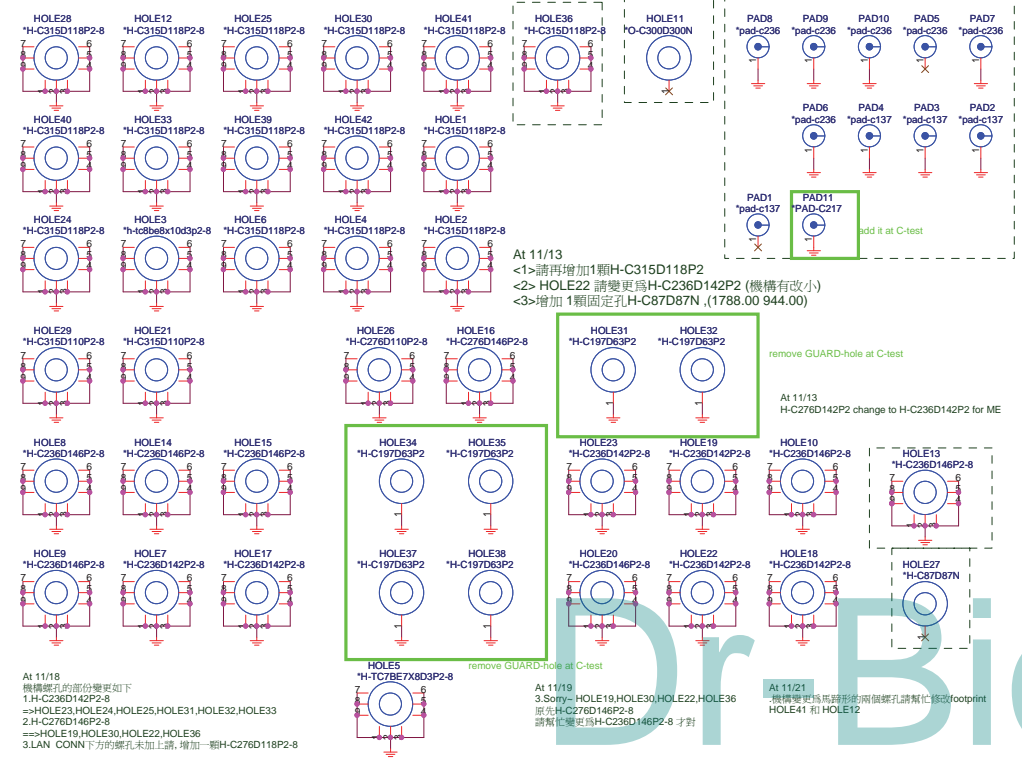 HOLE28 HOLE12 HOLE25 HOLE30 HOLE41 HOLE36 HOLE11 PAD8 PAD9 PAD10 PAD5 PAD7
*H-C315D118P2-8 *H-C315D118P2-8 *H-C315D118P2-8 *H-C315D118P2-8 *H-C315D118P2-8 *H-C315D118P2-8 *O-C300D300N *pad-c236 *pad-c236 *pad-c236 *pad-c236 *pad-c236
PAD6 PAD4 PAD3 PAD2
*pad-c236 *pad-c137 *pad-c137 *pad-c137
HOLE40 HOLE33 HOLE39 HOLE42 HOLE1
*H-C315D118P2-8 *H-C315D118P2-8 *H-C315D118P2-8 *H-C315D118P2-8 *H-C315D118P2-8
PAD1 PAD11
*pad-c137 *PAD-C217
add it at C-test
HOLE24 HOLE3 HOLE6 HOLE4 HOLE2
*H-C315D118P2-8 *h-tc8be8x10d3p2-8 *H-C315D118P2-8 *H-C315D118P2-8 *H-C315D118P2-8
At 11/13
<1>請再增加1顆H-C315D118P2
<2> HOLE22 請變更爲H-C236D142P2 (機構有改小)
<3>增加 1顆固定孔H-C87D87N ,(1788.00 944.00)
HOLE29 HOLE21 HOLE26 HOLE16 HOLE31 HOLE32
*H-C315D110P2-8 *H-C315D110P2-8 *H-C276D110P2-8 *H-C276D146P2-8 *H-C197D63P2 *H-C197D63P2
remove GUARD-hole at C-test
At 11/13
H-C276D142P2 change to H-C236D142P2 for ME
HOLE8 HOLE14 HOLE15 HOLE34 HOLE35 HOLE23 HOLE19 HOLE10 HOLE13
*H-C236D146P2-8 *H-C236D146P2-8 *H-C236D146P2-8 *H-C197D63P2 *H-C197D63P2 *H-C236D142P2-8 *H-C236D146P2-8 *H-C236D146P2-8 *H-C236D146P2-8
HOLE9 HOLE7 HOLE17 HOLE37 HOLE38 HOLE20 HOLE22 HOLE18 HOLE27
*H-C236D146P2-8 *H-C236D142P2-8 *H-C236D142P2-8 *H-C197D63P2 *H-C197D63P2 *H-C236D146P2-8 *H-C236D142P2-8 *H-C236D142P2-8 *H-C87D87N
HOLE5 remove GUARD-hole at C-test
*H-TC7BE7X8D3P2-8
At 11/18
機構螺孔的部份變更如下
1.H-C236D142P2-8
=>HOLE23,HOLE24,HOLE25,HOLE31,HOLE32,HOLE33
2.H-C276D146P2-8
==>HOLE19,HOLE30,HOLE22,HOLE36
3.LAN CONN下方的螺孔未加上請, 增加一顆H-C276D118P2-8
At 11/19
3.Sorry~ HOLE19,HOLE30,HOLE22,HOLE36
原先H-C276D146P2-8
請幫忙變更爲H-C236D146P2-8 才對
At 11/21
.機構變更爲馬蹄形的兩個螺孔請幫忙修改footprint
HOLE41 和 HOLE12
Dr-Bi